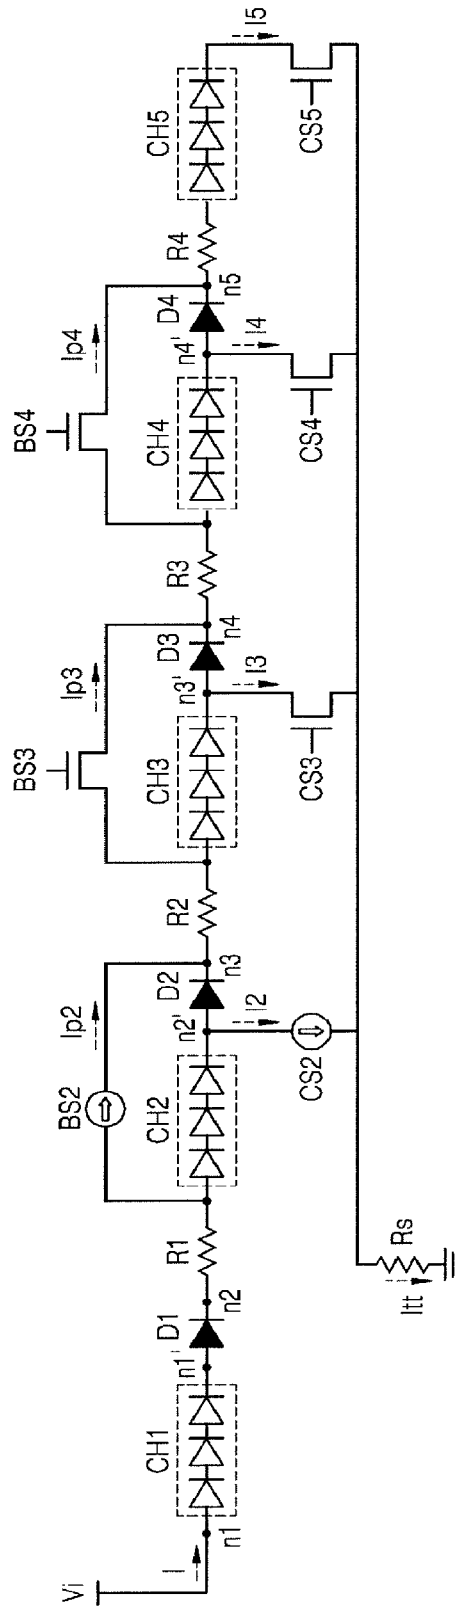 Vi
I
n1
CH1
n1'
D1
n2
R1
BS2
Ip2
CH2
n2'
D2
n3
I2
CS2
R2
BS3
Ip3
CH3
n3'
D3
n4
I3
CS3
R3
BS4
Ip4
CH4
n4'
D4
n5
I4
CS4
R4
CH5
I5
CS5
Itt
Rs